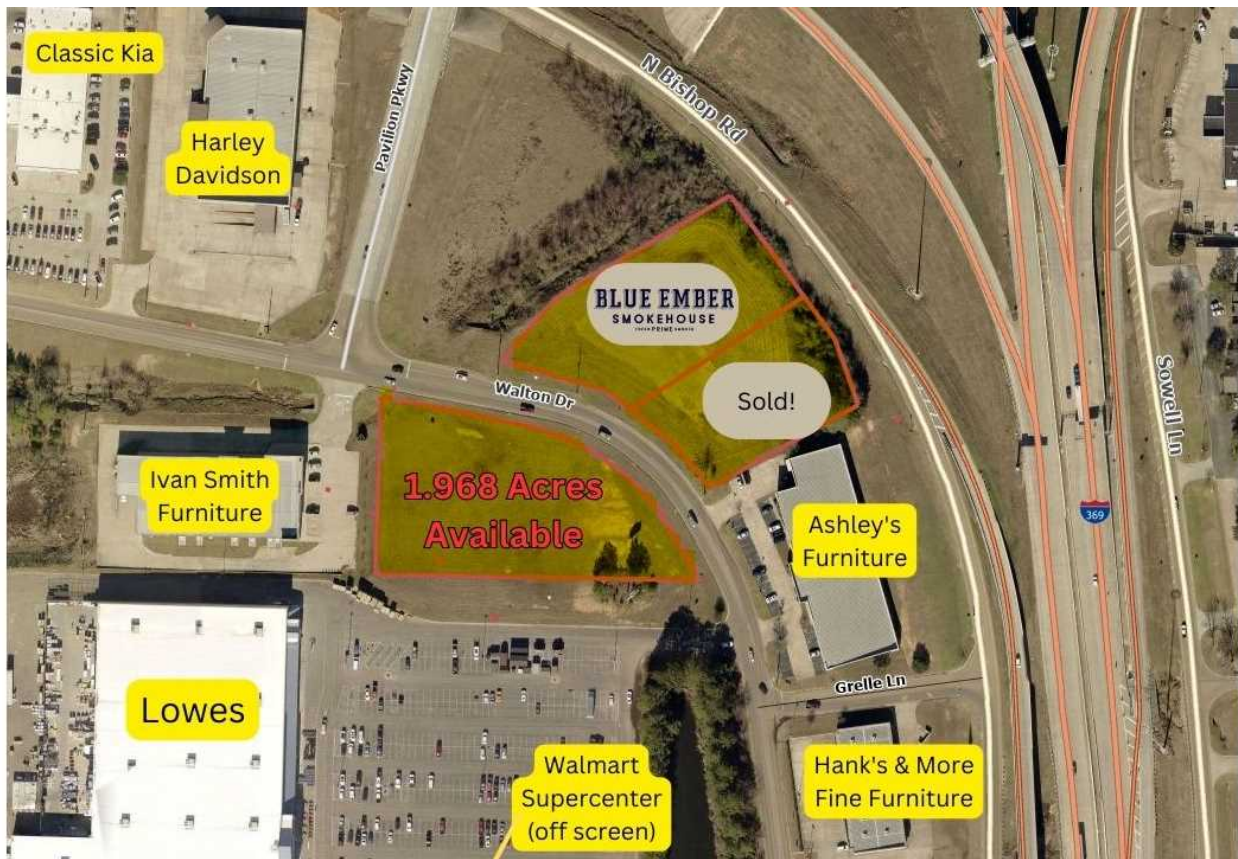 Classic Kia
Harley
Davidson
Pavilion Pkwy
N Bishop Rd
BLUE EMBER
SMOKEHOUSE
PRIME
Sold!
Walton Dr
1.968 Acres
Available
Ivan Smith
Furniture
Ashley's
Furniture
369
Sowell Ln
Grelle Ln
Lowes
Walmart
Supercenter
(off screen)
Hank's & More
Fine Furniture